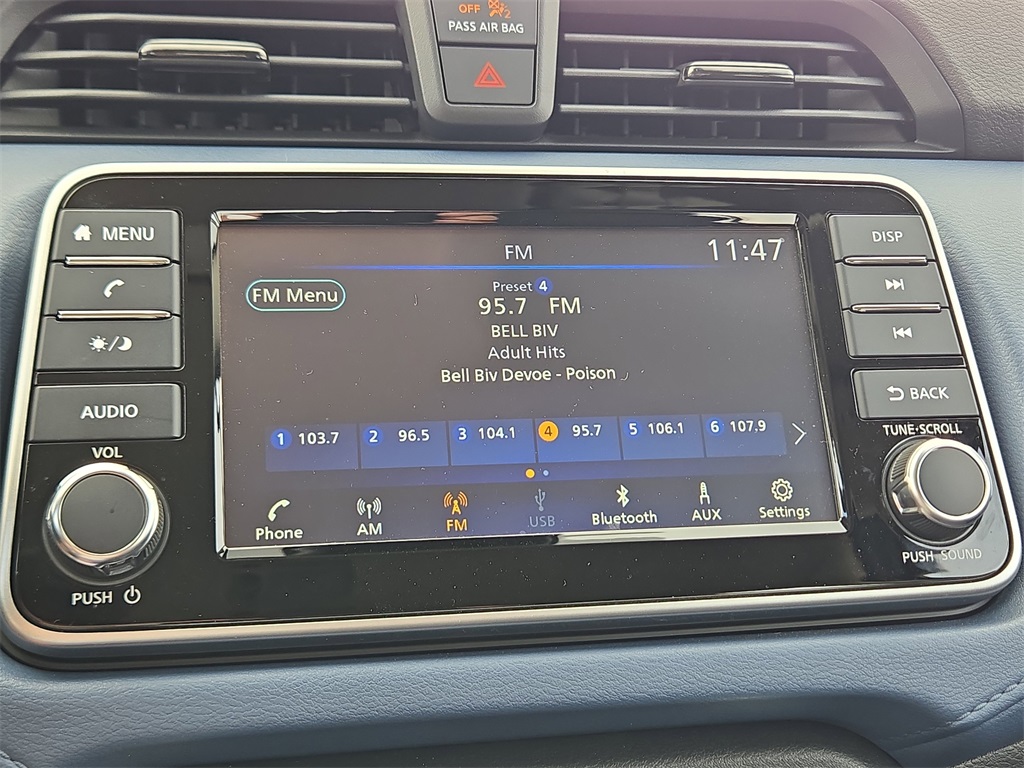 OFF 2
PASS AIR BAG
MENU
AUDIO
VOL
PUSH
FM
11:47
FM Menu
Preset 4
95.7 FM
BELL BIV
Adult Hits
Bell Biv Devoe - Poison
1 103.7 2 96.5 3 104.1 4 95.7 5 106.1 6 107.9
Phone AM FM USB Bluetooth AUX Settings
DISP
BACK
TUNE·SCROLL
PUSH SOUND